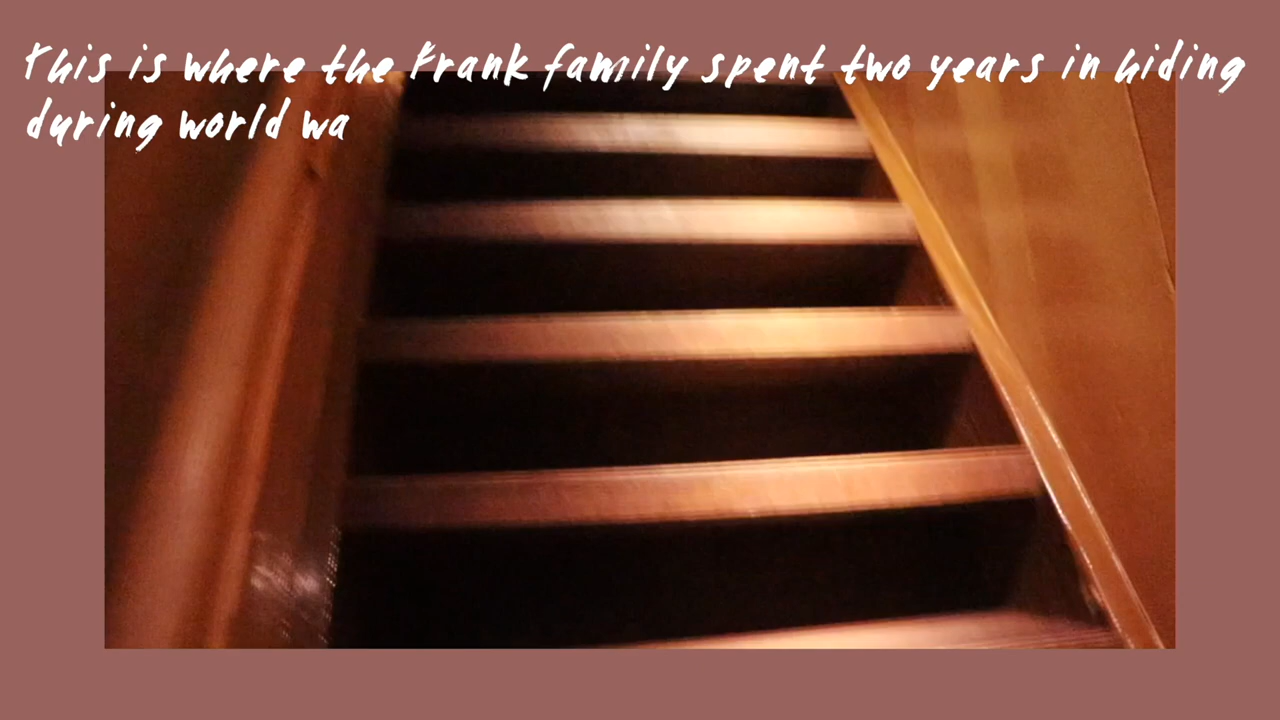 This is where the Frank family spent two years in hiding
during world wa